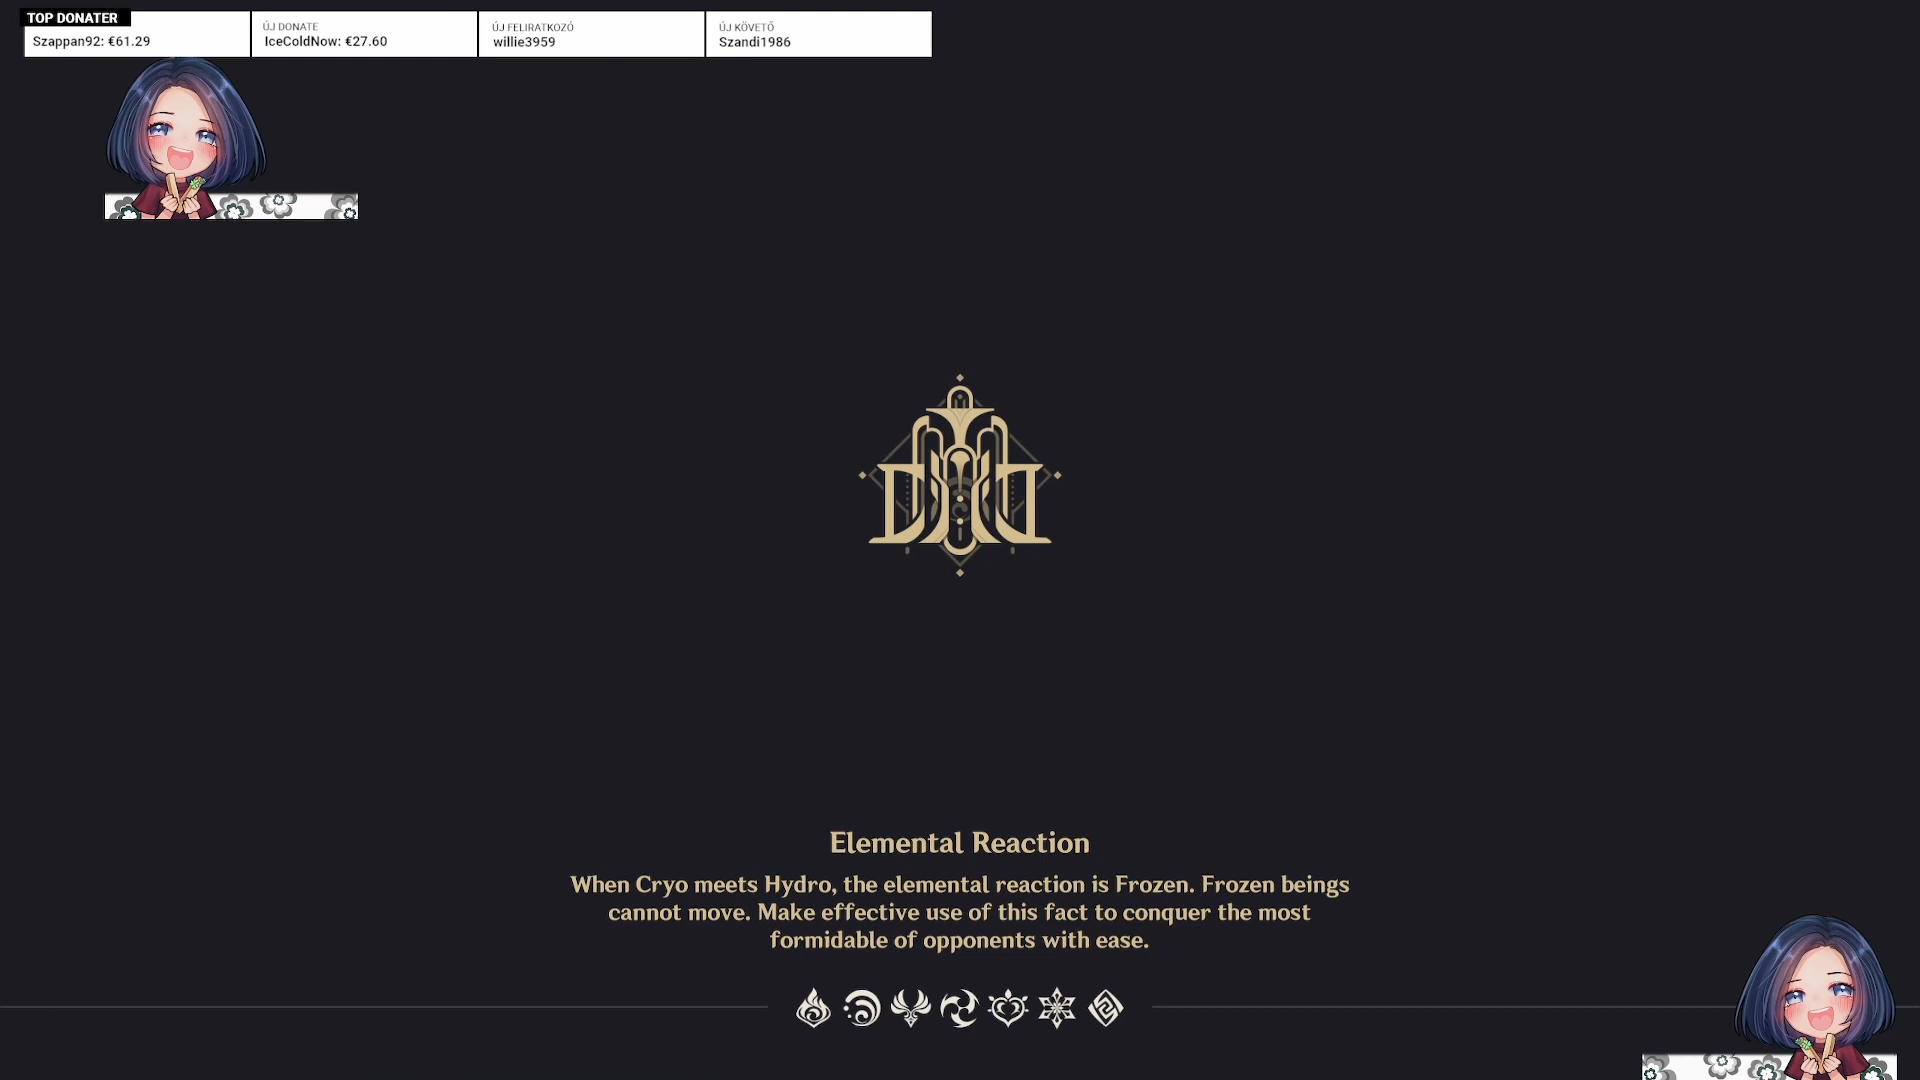 TOP DONATER
Szappan92: €61.29
ÚJ DONATE
IceColdNow: €27.60
ÚJ FELIRATKOZÓ
willie3959
ÚJ KÖVETŐ
Szandi1986
Elemental Reaction
When Cryo meets Hydro, the elemental reaction is Frozen. Frozen beings
cannot move. Make effective use of this fact to conquer the most
formidable of opponents with ease.